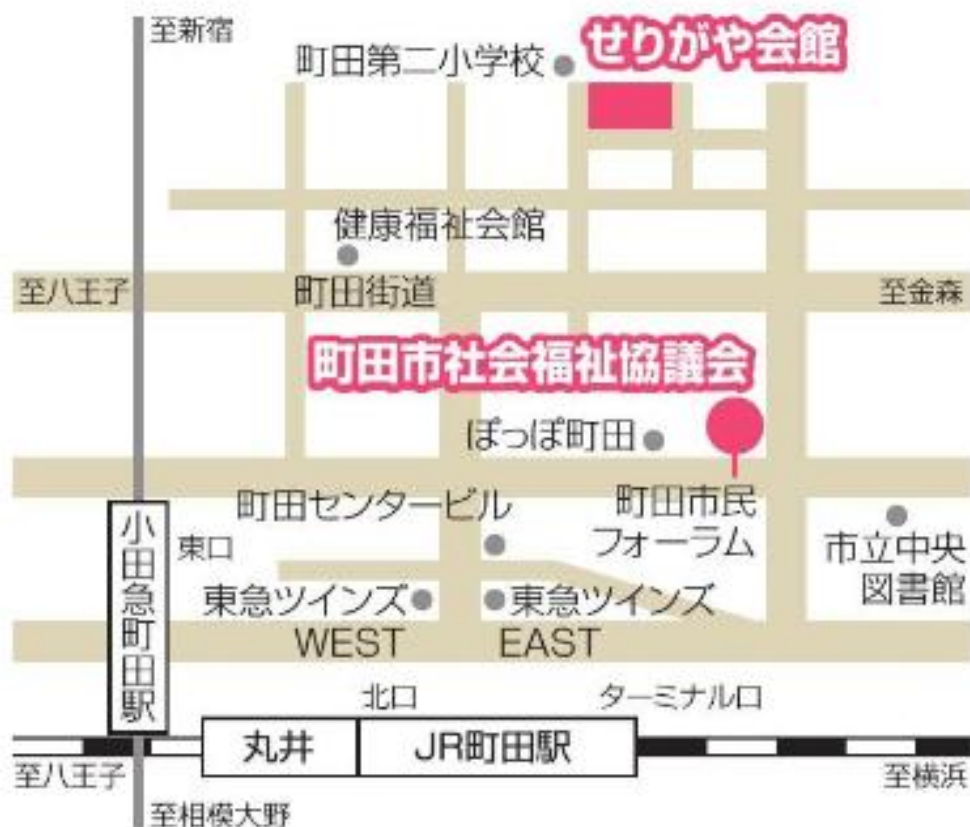 至新宿
町田第二小学校
せりがや会館
健康福祉会館
至八王子
町田街道
至金森
町田市社会福祉協議会
ぽっぽ町田
町田センタービル
町田市民
フォーラム
小田急町田駅
東口
市立中央
図書館
東急ツインズ
WEST
東急ツインズ
EAST
北口
ターミナル口
丸井
JR町田駅
至八王子
至横浜
至相模大野